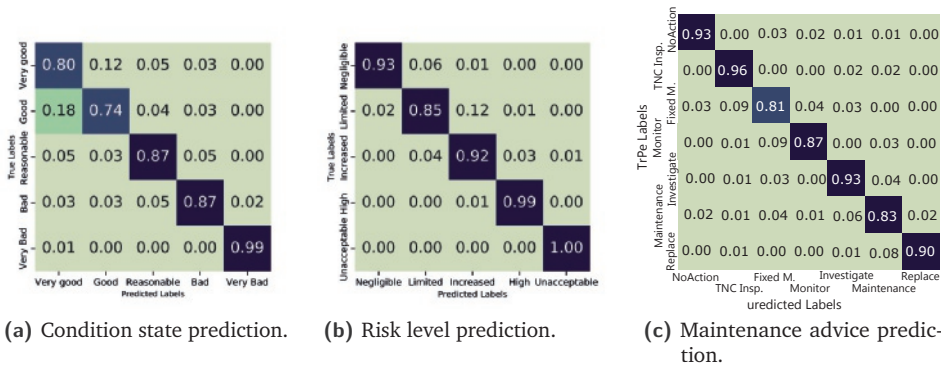 Very good 0.80 0.12 0.05 0.03 0.00
Good 0.18 0.74 0.04 0.03 0.00
Reasonable 0.05 0.03 0.87 0.05 0.00
Bad 0.03 0.03 0.05 0.87 0.02
Very Bad 0.01 0.00 0.00 0.00 0.99
True Labels
Very good Good Reasonable Bad Very Bad
Predicted Labels
(a) Condition state prediction.
Negligible 0.93 0.06 0.01 0.00 0.00
Limited 0.02 0.85 0.12 0.01 0.00
Increased 0.00 0.04 0.92 0.03 0.01
High 0.00 0.01 0.00 0.99 0.00
Unacceptable 0.00 0.00 0.00 0.00 1.00
True Labels
Negligible Limited Increased High Unacceptable
Predicted Labels
(b) Risk level prediction.
NoAction 0.93 0.00 0.03 0.02 0.01 0.01 0.00
TNC Insp. 0.00 0.96 0.00 0.00 0.02 0.02 0.00
Fixed M. 0.03 0.09 0.81 0.04 0.03 0.00 0.00
Monitor 0.00 0.01 0.09 0.87 0.00 0.03 0.00
Investigate 0.00 0.01 0.03 0.00 0.93 0.04 0.00
Maintenance 0.02 0.01 0.04 0.01 0.06 0.83 0.02
Replace 0.00 0.01 0.00 0.00 0.01 0.08 0.90
TrPe Labels
NoAction TNC Insp. Fixed M. Monitor Investigate Maintenance Replace
uredicted Labels
(c) Maintenance advice predic-
tion.